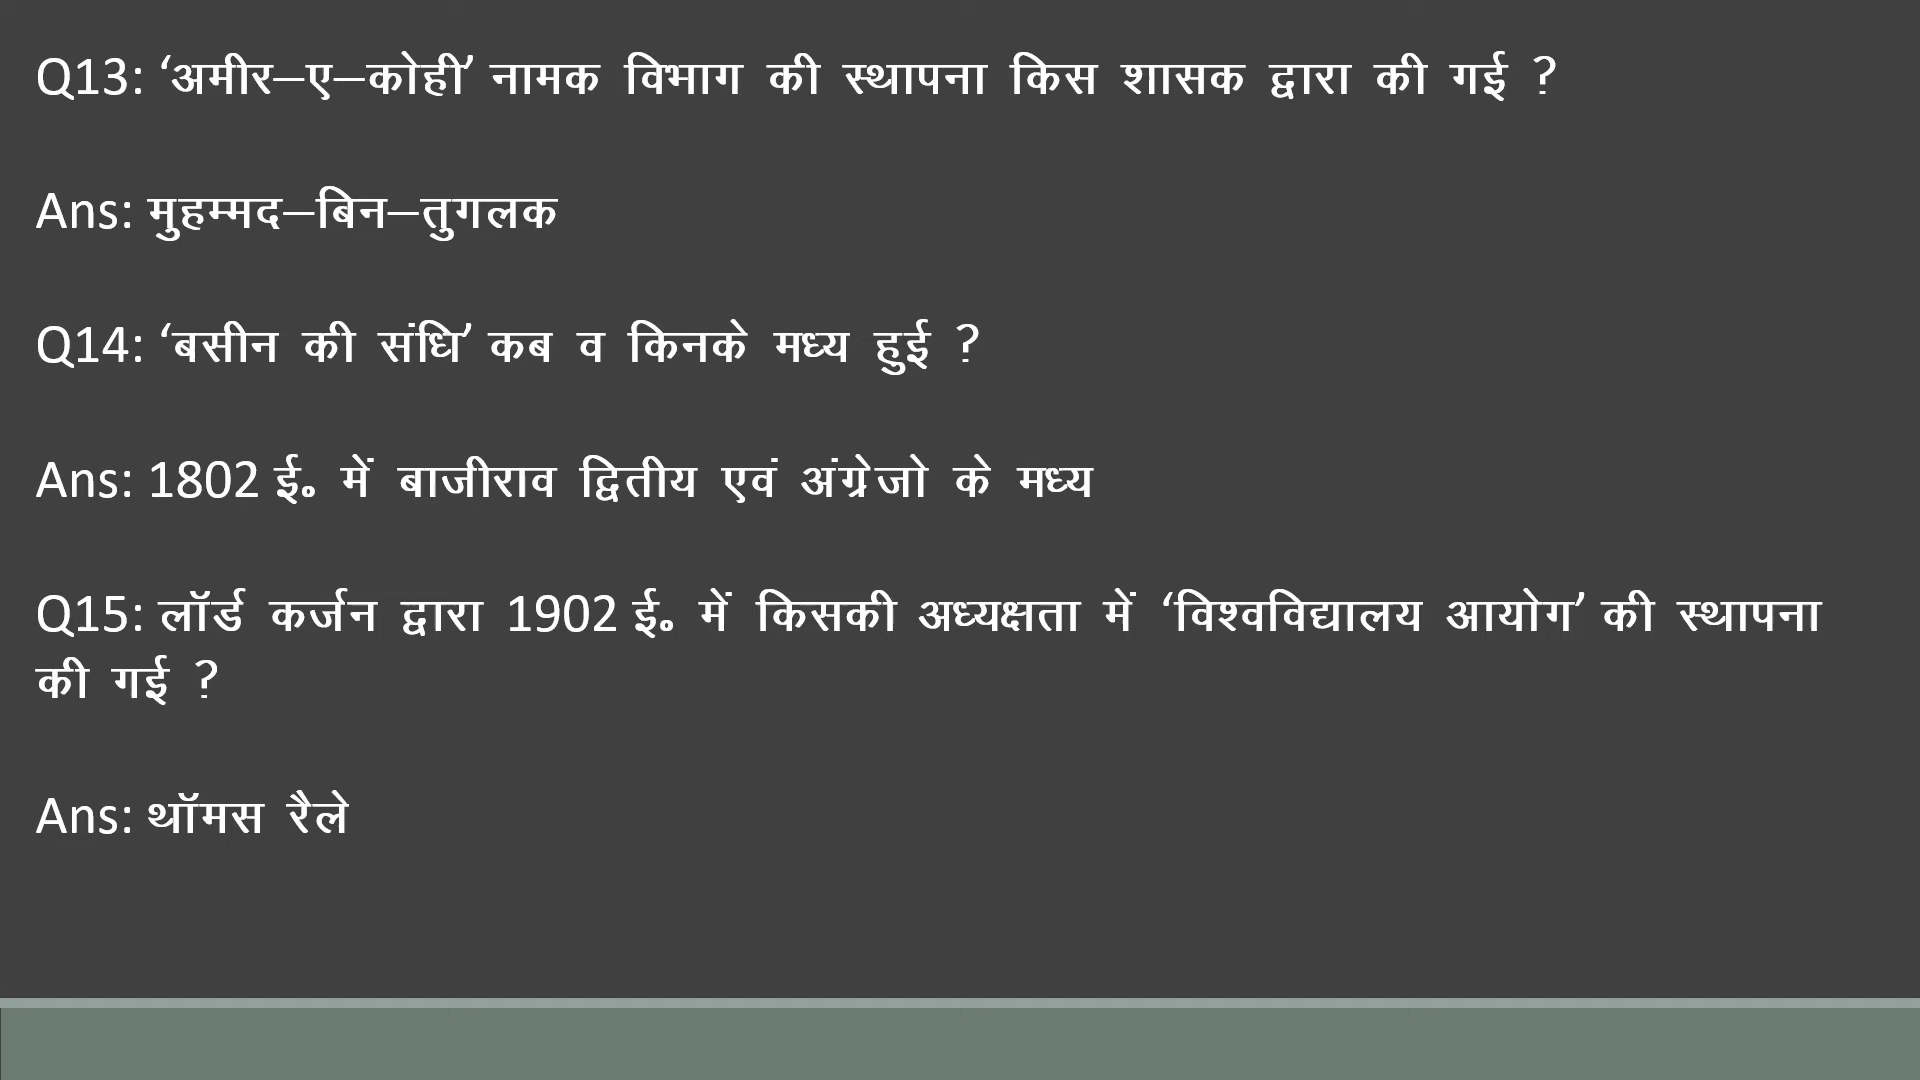 Q13: ‘अमीर–ए–कोही’ नामक विभाग की स्थापना किस शासक द्वारा की गई ?
Ans: मुहम्मद–बिन–तुगलक
Q14: ‘बसीन की संधि’ कब व किनके मध्य हुई ?
Ans: 1802 ई॰ में बाजीराव द्वितीय एवं अंग्रेजो के मध्य
Q15: लॉर्ड कर्जन द्वारा 1902 ई॰ में किसकी अध्यक्षता में ‘विश्वविद्यालय आयोग’ की स्थापना
की गई ?
Ans: थॉमस रैले